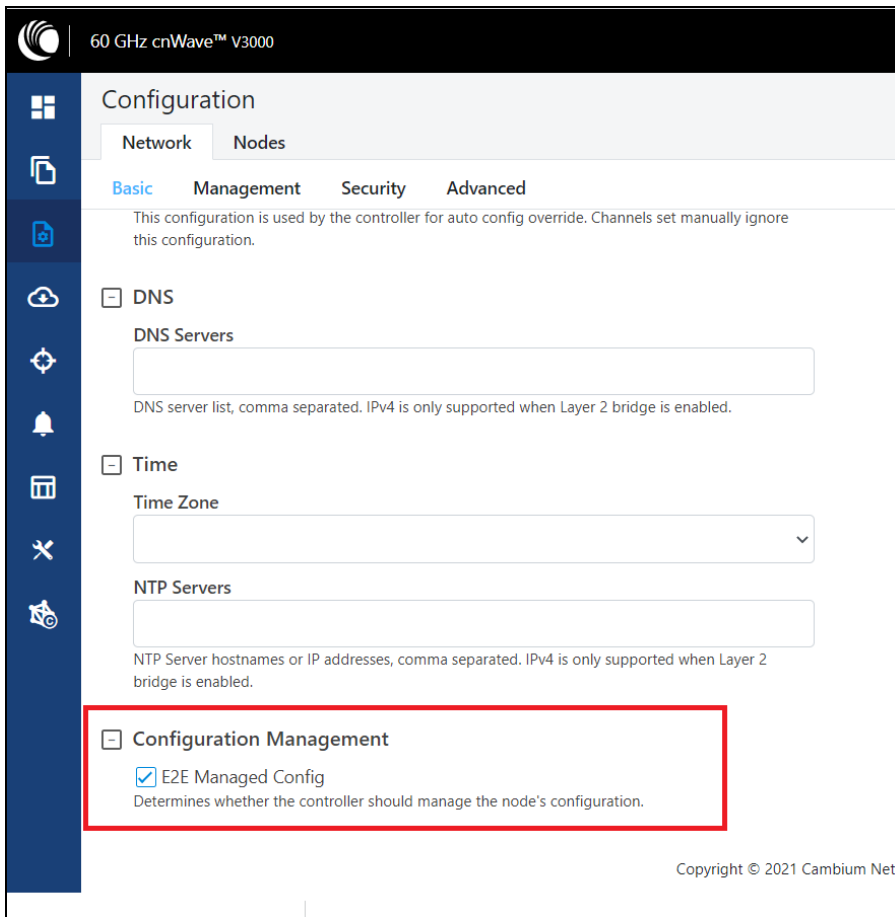 60 GHz cnWave™ V3000
Configuration
Network Nodes
Basic Management Security Advanced
This configuration is used by the controller for auto config override. Channels set manually ignore
this configuration.
DNS
DNS Servers
DNS server list, comma separated. IPv4 is only supported when Layer 2 bridge is enabled.
Time
Time Zone
NTP Servers
NTP Server hostnames or IP addresses, comma separated. IPv4 is only supported when Layer 2
bridge is enabled.
Configuration Management
E2E Managed Config
Determines whether the controller should manage the node's configuration.
Copyright © 2021 Cambium Net